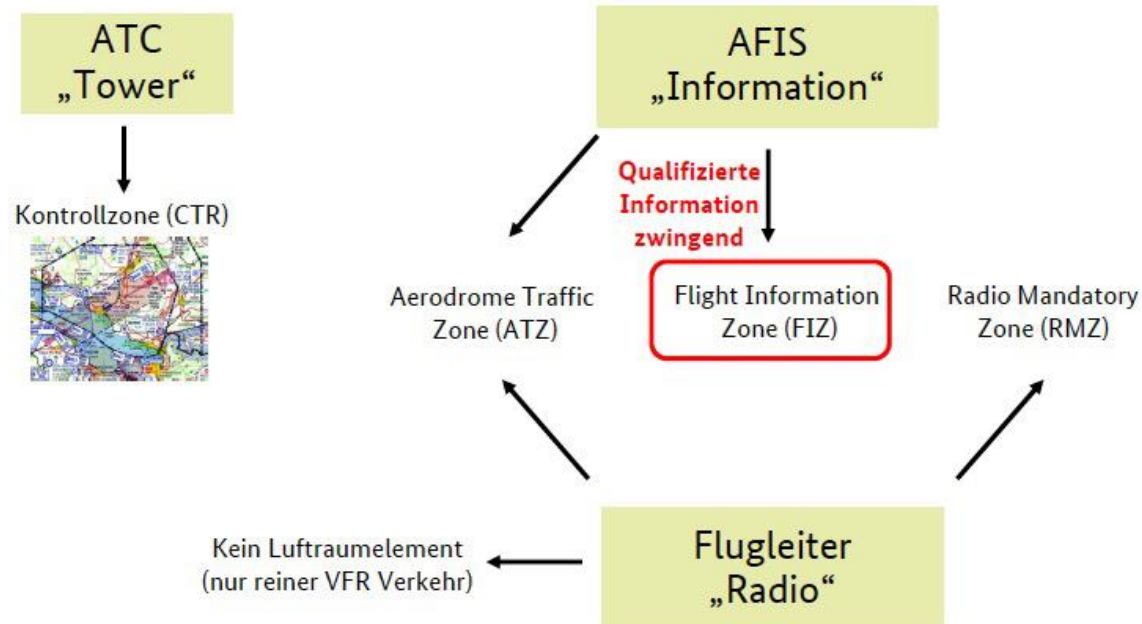 ATC
„Tower“
AFIS
„Information“
Qualifizierte
Information
zwingend
Kontrollzone (CTR)
Aerodrome Traffic
Zone (ATZ)
Flight Information
Zone (FIZ)
Radio Mandatory
Zone (RMZ)
Kein Luftraumelement
(nur reiner VFR Verkehr)
Flugleiter
„Radio“